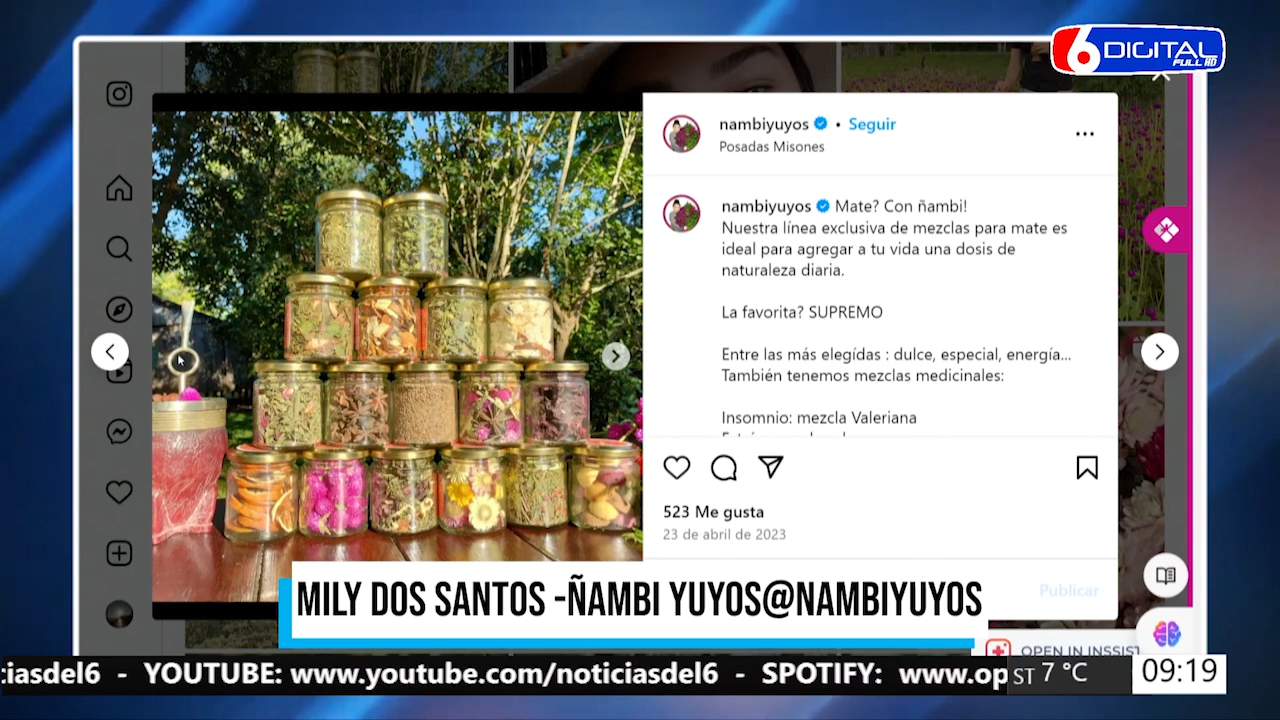 6 DIGITAL
FULL HD
nambiyuyos • Seguir
Posadas Misones
nambiyuyos Mate? Con ñambi!
Nuestra línea exclusiva de mezclas para mate es
ideal para agregar a tu vida una dosis de
naturaleza diaria.
La favorita? SUPREMO
Entre las más elegídas : dulce, especial, energía...
También tenemos mezclas medicinales:
Insomnio: mezcla Valeriana
523 Me gusta
23 de abril de 2023
Publicar
MILY DOS SANTOS -ÑAMBI YUYOS@NAMBIYUYOS
OPEN IN INSSIST
iasdel6 - YOUTUBE: www.youtube.com/noticiasdel6 - SPOTIFY: www.op
ST 7 °C
09:19